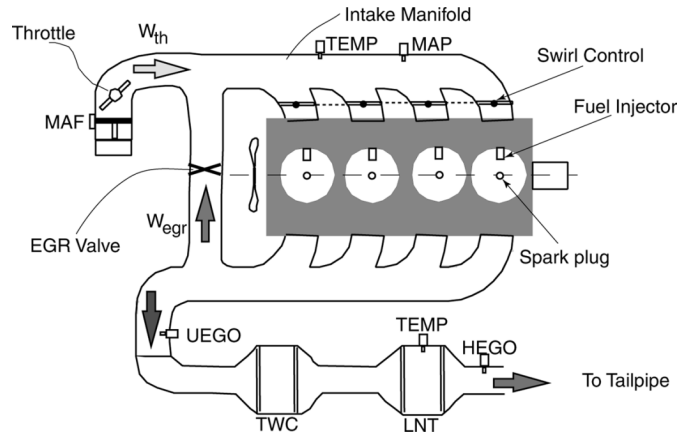 Intake Manifold
Wth
Throttle
TEMP
MAP
Swirl Control
Fuel Injector
MAF
Wegr
EGR Valve
Spark plug
UEGO
TEMP
HEGO
To Tailpipe
TWC
LNT